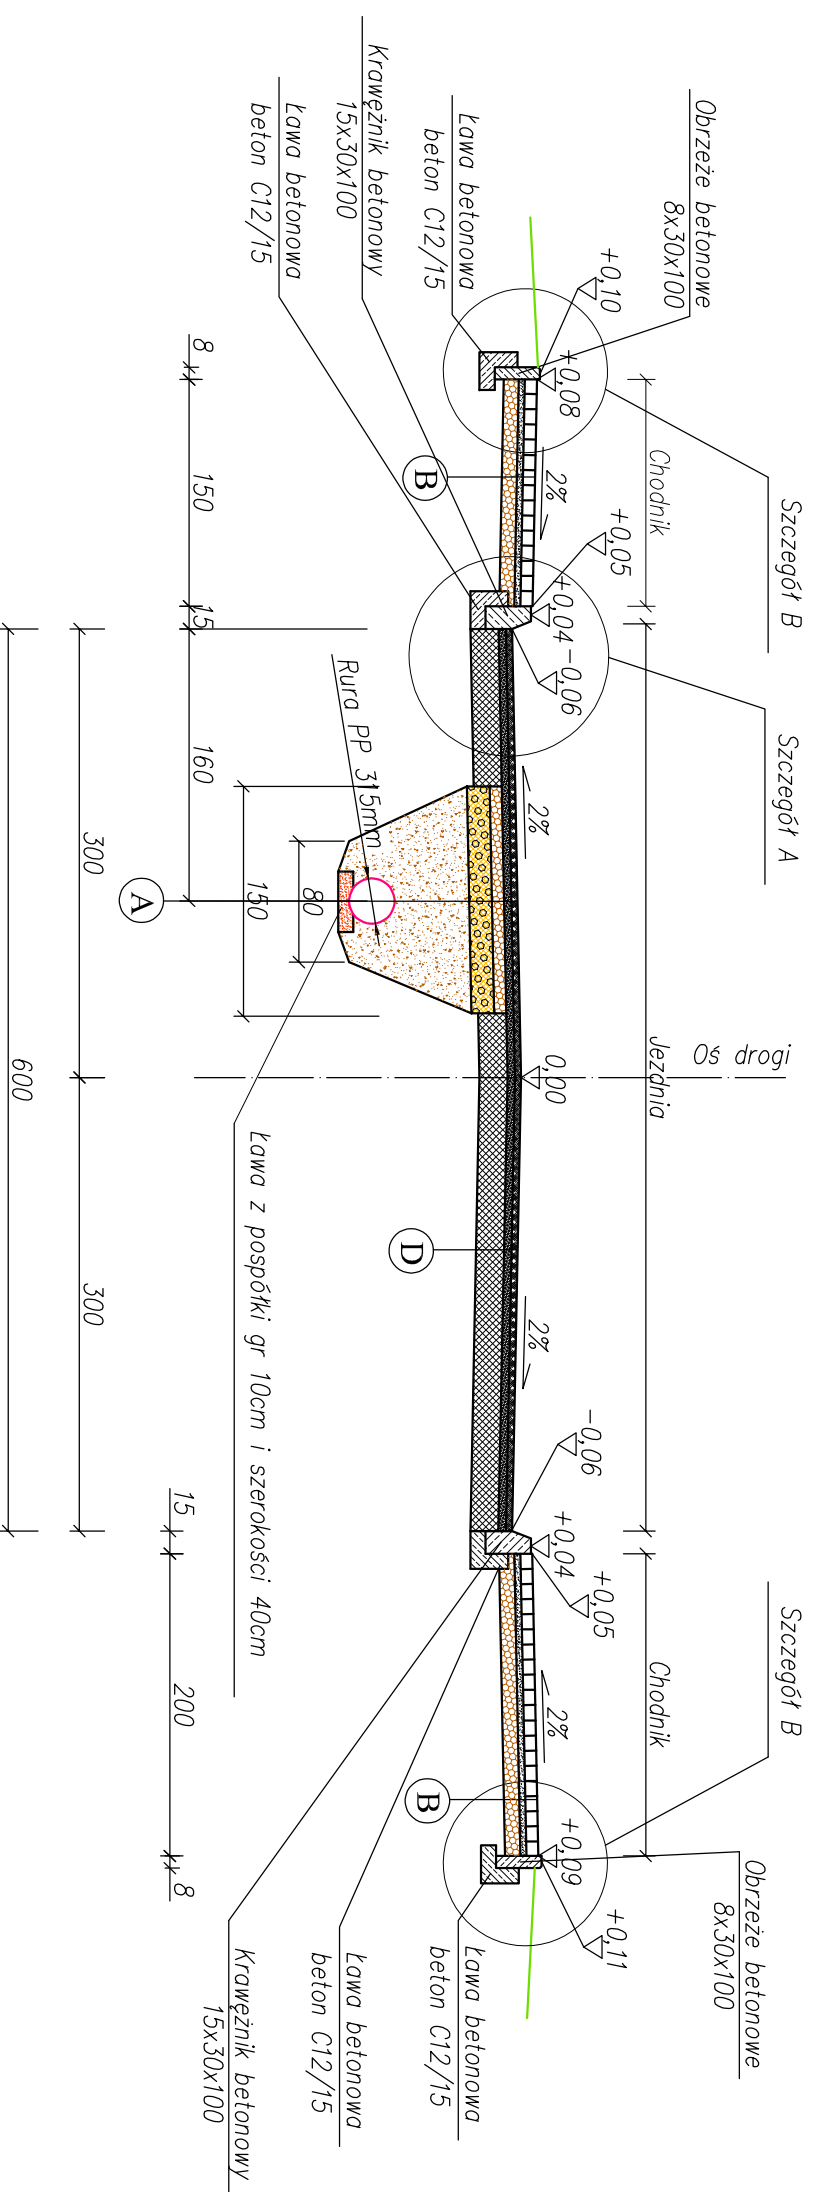 Obrzeże betonowe
8x30x100
Ława betonowa
beton C12/15
Krawężnik betonowy
15x30x100
Ława betonowa
beton C12/15
Szczegół B
Szczegół A
Szczegół B
Obrzeże betonowe
8x30x100
Oś drogi
Chodnik
Jezdnia
Chodnik
+0,10
+0,08
2%
+0,05
+0,04
-0,06
2%
0,00
2%
-0,06
+0,04
+0,05
2%
+0,09
+0,11
B
D
B
Rura PP 315mm
80
150
A
Ława z pospółki gr 10cm i szerokości 40cm
Ława betonowa
beton C12/15
Ława betonowa
beton C12/15
Krawężnik betonowy
15x30x100
8
150
15
160
15
200
8
300
300
600